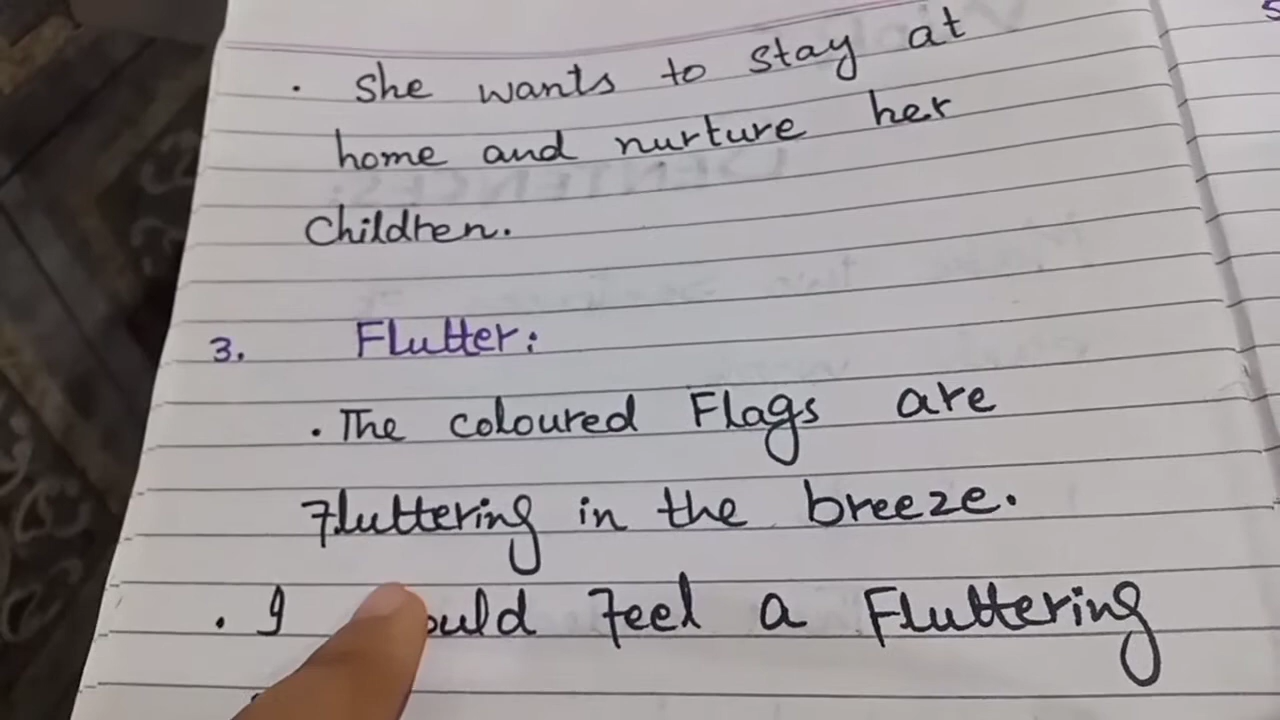 · She wants to stay at
home and nurture her
Children.
3. Flutter:
· The coloured Flags are
Fluttering in the breeze.
· I feel a Fluttering